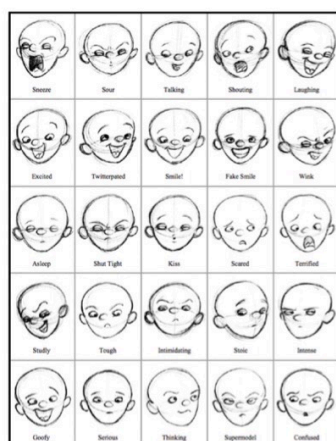 Sneeze Sour Talking Shouting Laughing
Excited Twitterpated Smile! Fake Smile Wink
Asleep Shut Tight Kiss Scared Terrified
Studly Tough Intimidating Stoic Intense
Goofy Serious Thinking Supermodel Confused